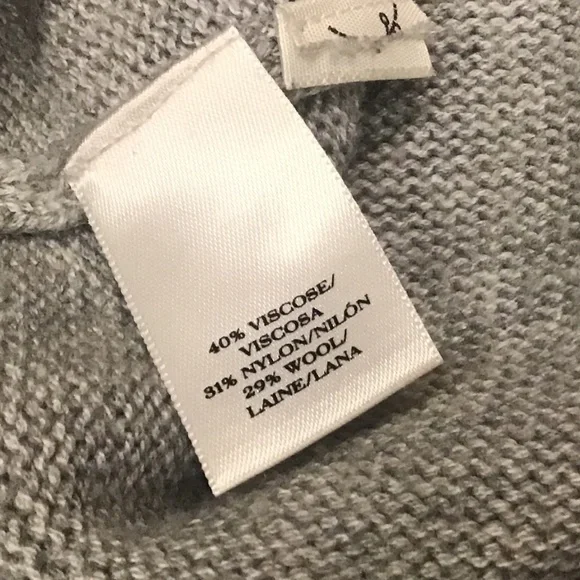 40% VISCOSE/
VISCOSA
31% NYLON/NILÓN
29% WOOL/
LAINE/LANA